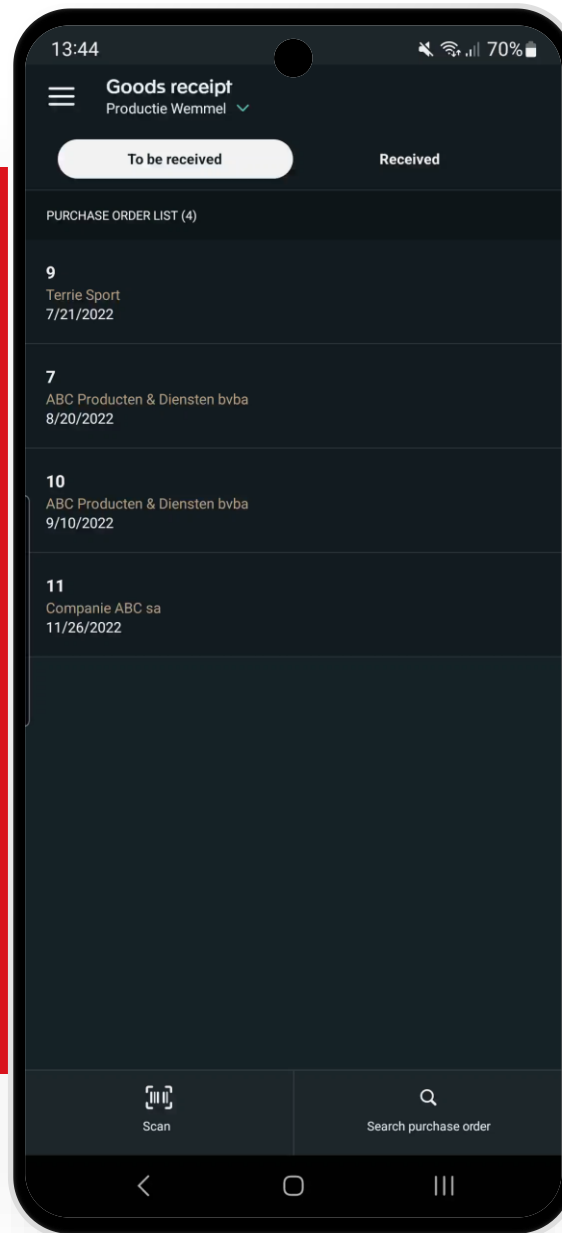 13:44 70%
Goods receipt
Productie Wemmel
To be received Received
PURCHASE ORDER LIST (4)
9
Terrie Sport
7/21/2022
7
ABC Producten & Diensten bvba
8/20/2022
10
ABC Producten & Diensten bvba
9/10/2022
11
Companie ABC sa
11/26/2022
Scan Search purchase order